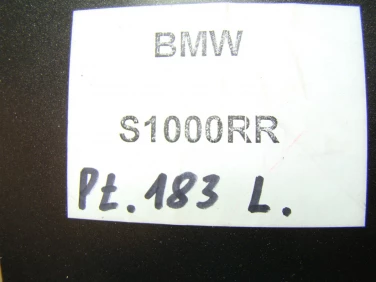 BMW
S1000RR
Pt. 183 L.